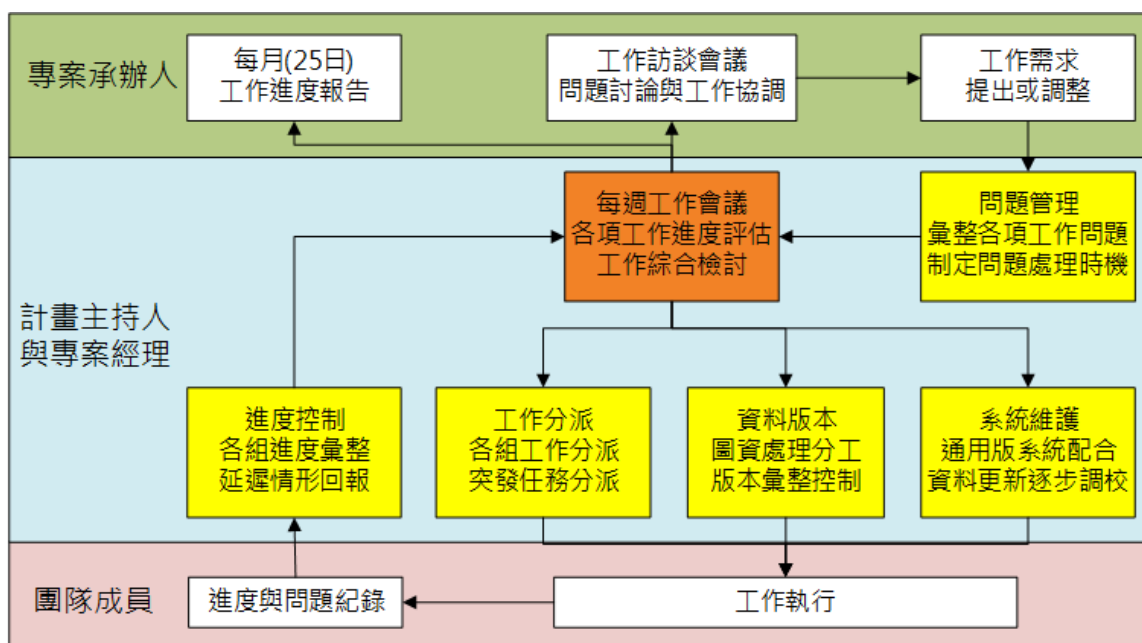 專案承辦人
每月(25日)
工作進度報告
工作訪談會議
問題討論與工作協調
工作需求
提出或調整
計畫主持人
與專案經理
每週工作會議
各項工作進度評估
工作綜合檢討
問題管理
彙整各項工作問題
制定問題處理時機
進度控制
各組進度彙整
延遲情形回報
工作分派
各組工作分派
突發任務分派
資料版本
圖資處理分工
版本彙整控制
系統維護
通用版系統配合
資料更新逐步調校
團隊成員
進度與問題紀錄
工作執行